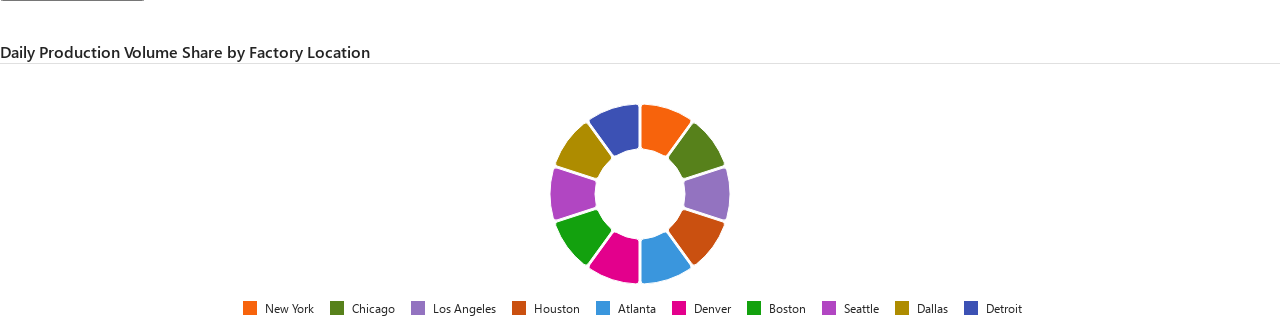 Daily Production Volume Share by Factory Location
New York Chicago Los Angeles Houston Atlanta Denver Boston Seattle Dallas Detroit